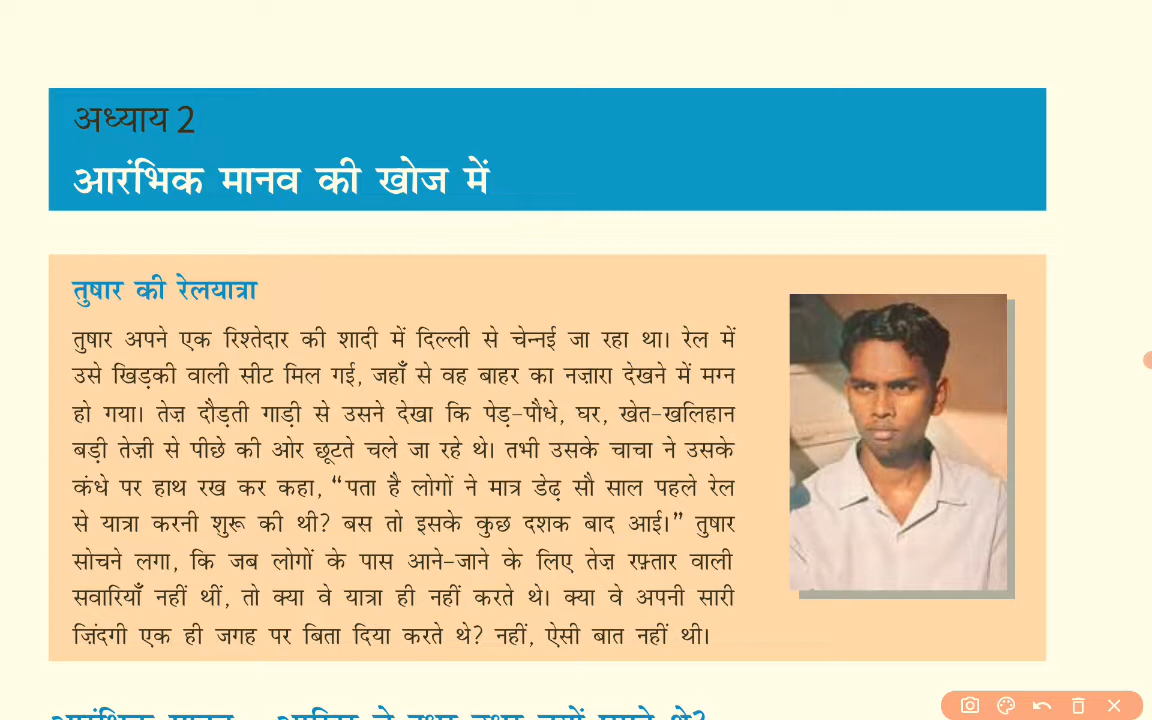 अध्याय 2
आरंभिक मानव की खोज में
तुषार की रेलयात्रा
तुषार अपने एक रिश्तेदार की शादी में दिल्ली से चेन्नई जा रहा था। रेल में
उसे खिड़की वाली सीट मिल गई, जहाँ से वह बाहर का नज़ारा देखने में मग्न
हो गया। तेज़ दौड़ती गाड़ी से उसने देखा कि पेड़-पौधे, घर, खेत-खलिहान
बड़ी तेज़ी से पीछे की ओर छूटते चले जा रहे थे। तभी उसके चाचा ने उसके
कंधे पर हाथ रख कर कहा, “पता है लोगों ने मात्र डेढ़ सौ साल पहले रेल
से यात्रा करनी शुरू की थी? बस तो इसके कुछ दशक बाद आई।” तुषार
सोचने लगा, कि जब लोगों के पास आने-जाने के लिए तेज़ रफ़्तार वाली
सवारियाँ नहीं थीं, तो क्या वे यात्रा ही नहीं करते थे। क्या वे अपनी सारी
ज़िंदगी एक ही जगह पर बिता दिया करते थे? नहीं, ऐसी बात नहीं थी।